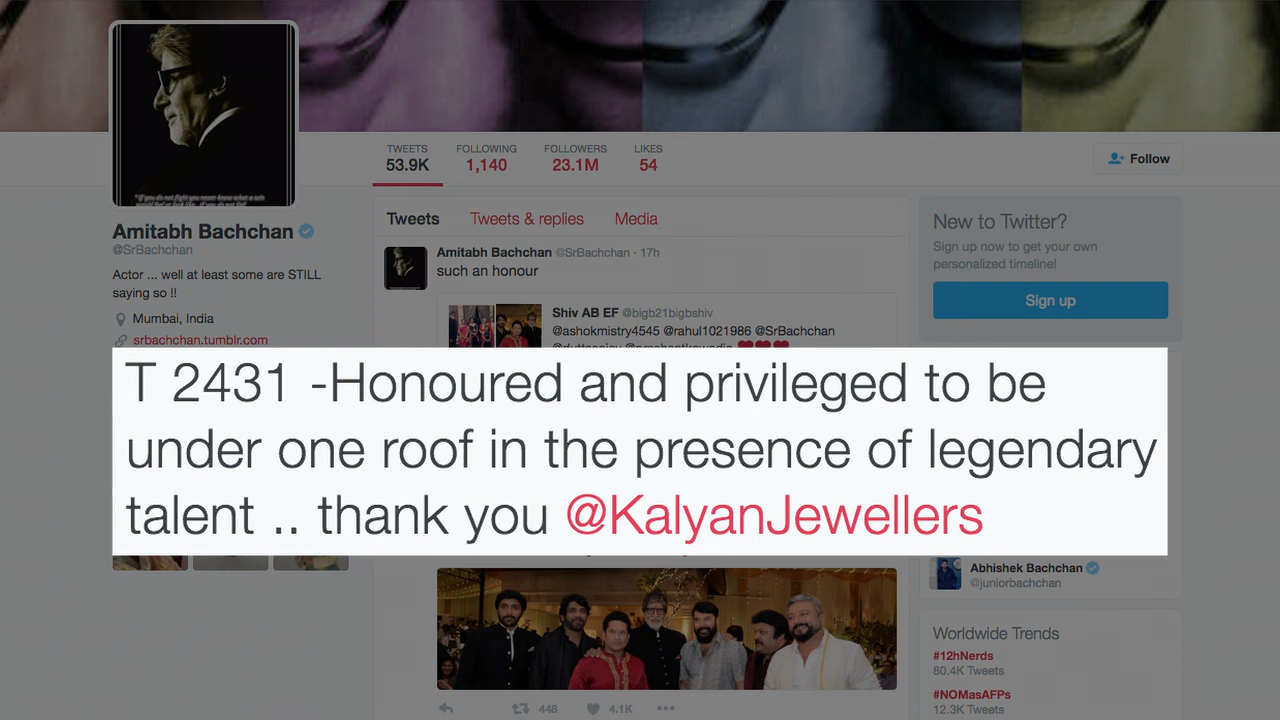 TWEETS
53.9K
FOLLOWING
1,140
FOLLOWERS
23.1M
LIKES
54
Follow
Amitabh Bachchan
@SrBachchan
Actor ... well at least some are STILL
saying so !!
Mumbai, India
srbachchan.tumblr.com
Tweets Tweets & replies Media
Amitabh Bachchan @SrBachchan · 17h
such an honour
Shiv AB EF @bigb21bigbshiv
@ashokmistry4545 @rahul1021986 @SrBachchan
New to Twitter?
Sign up now to get your own
personalized timeline!
Sign up
T 2431 -Honoured and privileged to be
under one roof in the presence of legendary
talent .. thank you @KalyanJewellers
448 4.1K
Abhishek Bachchan
@juniorbachchan
Worldwide Trends
#12hNerds
80.4K Tweets
#NOMasAFPs
12.3K Tweets